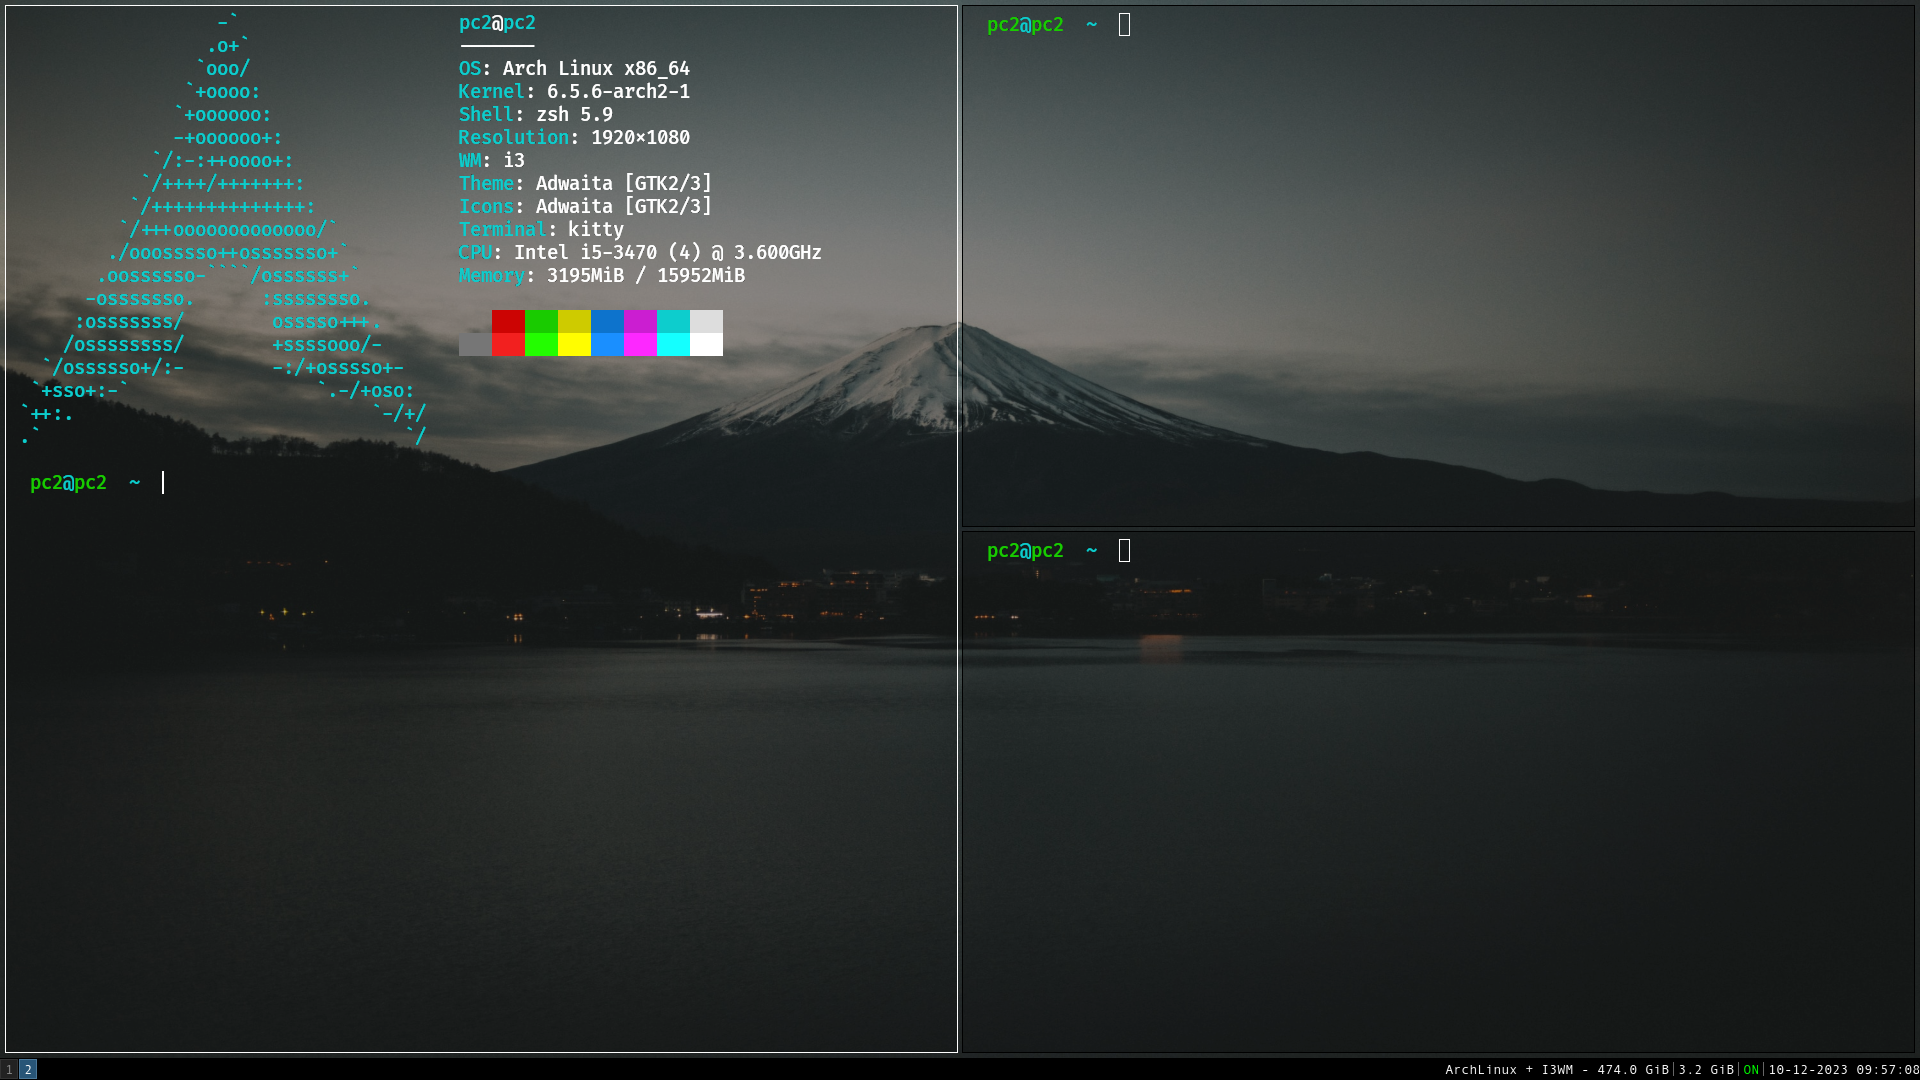 -`
                 .o+`
                `ooo/
               `+oooo:
              `+oooooo:
              -+oooooo+:
            `/:-:++oooo+:
           `/++++/+++++++:
          `/++++++++++++++:
         `/+++ooooooooooooo/`
        ./ooosssso++osssssso+`
       .oossssso-````/ossssss+`
      -osssssso.      :ssssssso.
     :osssssss/        osssso+++.
    /ossssssss/        +ssssooo/-
  `/ossssso+/:-        -:/+osssso+-
 `+sso+:-`                 `.-/+oso:
`++:.                           `-/+/
.`                                 `/
pc2@pc2
OS: Arch Linux x86_64
Kernel: 6.5.6-arch2-1
Shell: zsh 5.9
Resolution: 1920×1080
WM: i3
Theme: Adwaita [GTK2/3]
Icons: Adwaita [GTK2/3]
Terminal: kitty
CPU: Intel i5-3470 (4) @ 3.600GHz
Memory: 3195MiB / 15952MiB
pc2@pc2 ~
pc2@pc2 ~
pc2@pc2 ~
1 2
ArchLinux + I3WM - 474.0 GiB|3.2 GiB|ON|10-12-2023 09:57:08